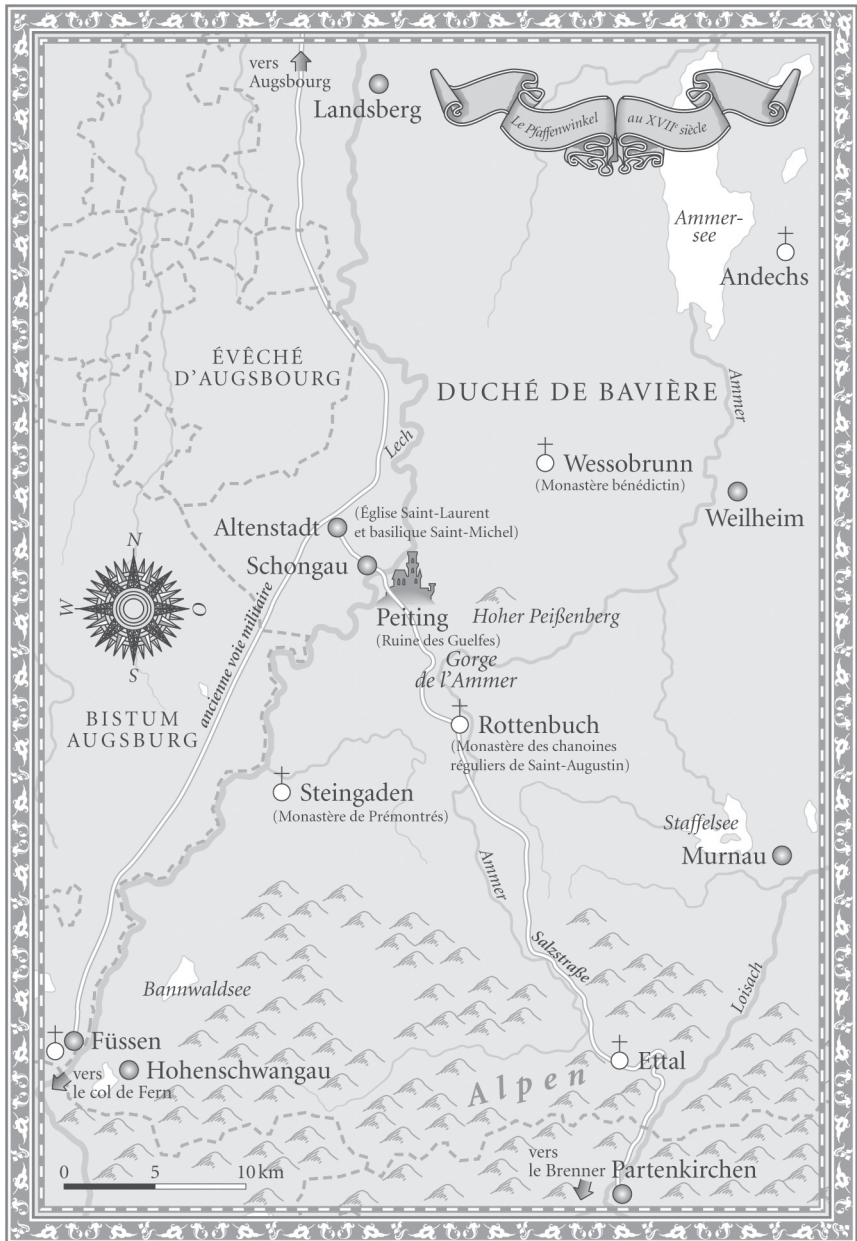 vers
Augsbourg
Landsberg
Le Pfaffenwinkel
au XVIIe siècle
Ammer-
see
Andechs
ÉVÊCHÉ
D'AUGSBOURG
DUCHÉ DE BAVIÈRE
Ammer
Lech
Wessobrunn
(Monastère bénédictin)
Weilheim
Altenstadt
(Église Saint-Laurent
et basilique Saint-Michel)
Schongau
N
W
O
S
ancienne voie militaire
Peiting
(Ruine des Guelfes)
Hoher Peißenberg
Gorge
de l'Ammer
BISTUM
AUGSBURG
Rottenbuch
(Monastère des chanoines
réguliers de Saint-Augustin)
Steingaden
(Monastère de Prémontrés)
Staffelsee
Murnau
Ammer
Salzstraße
Loisach
Bannwaldsee
Füssen
Hohenschwangau
vers
le col de Fern
Ettal
Alpen
vers
le Brenner
Partenkirchen
0 5 10 km